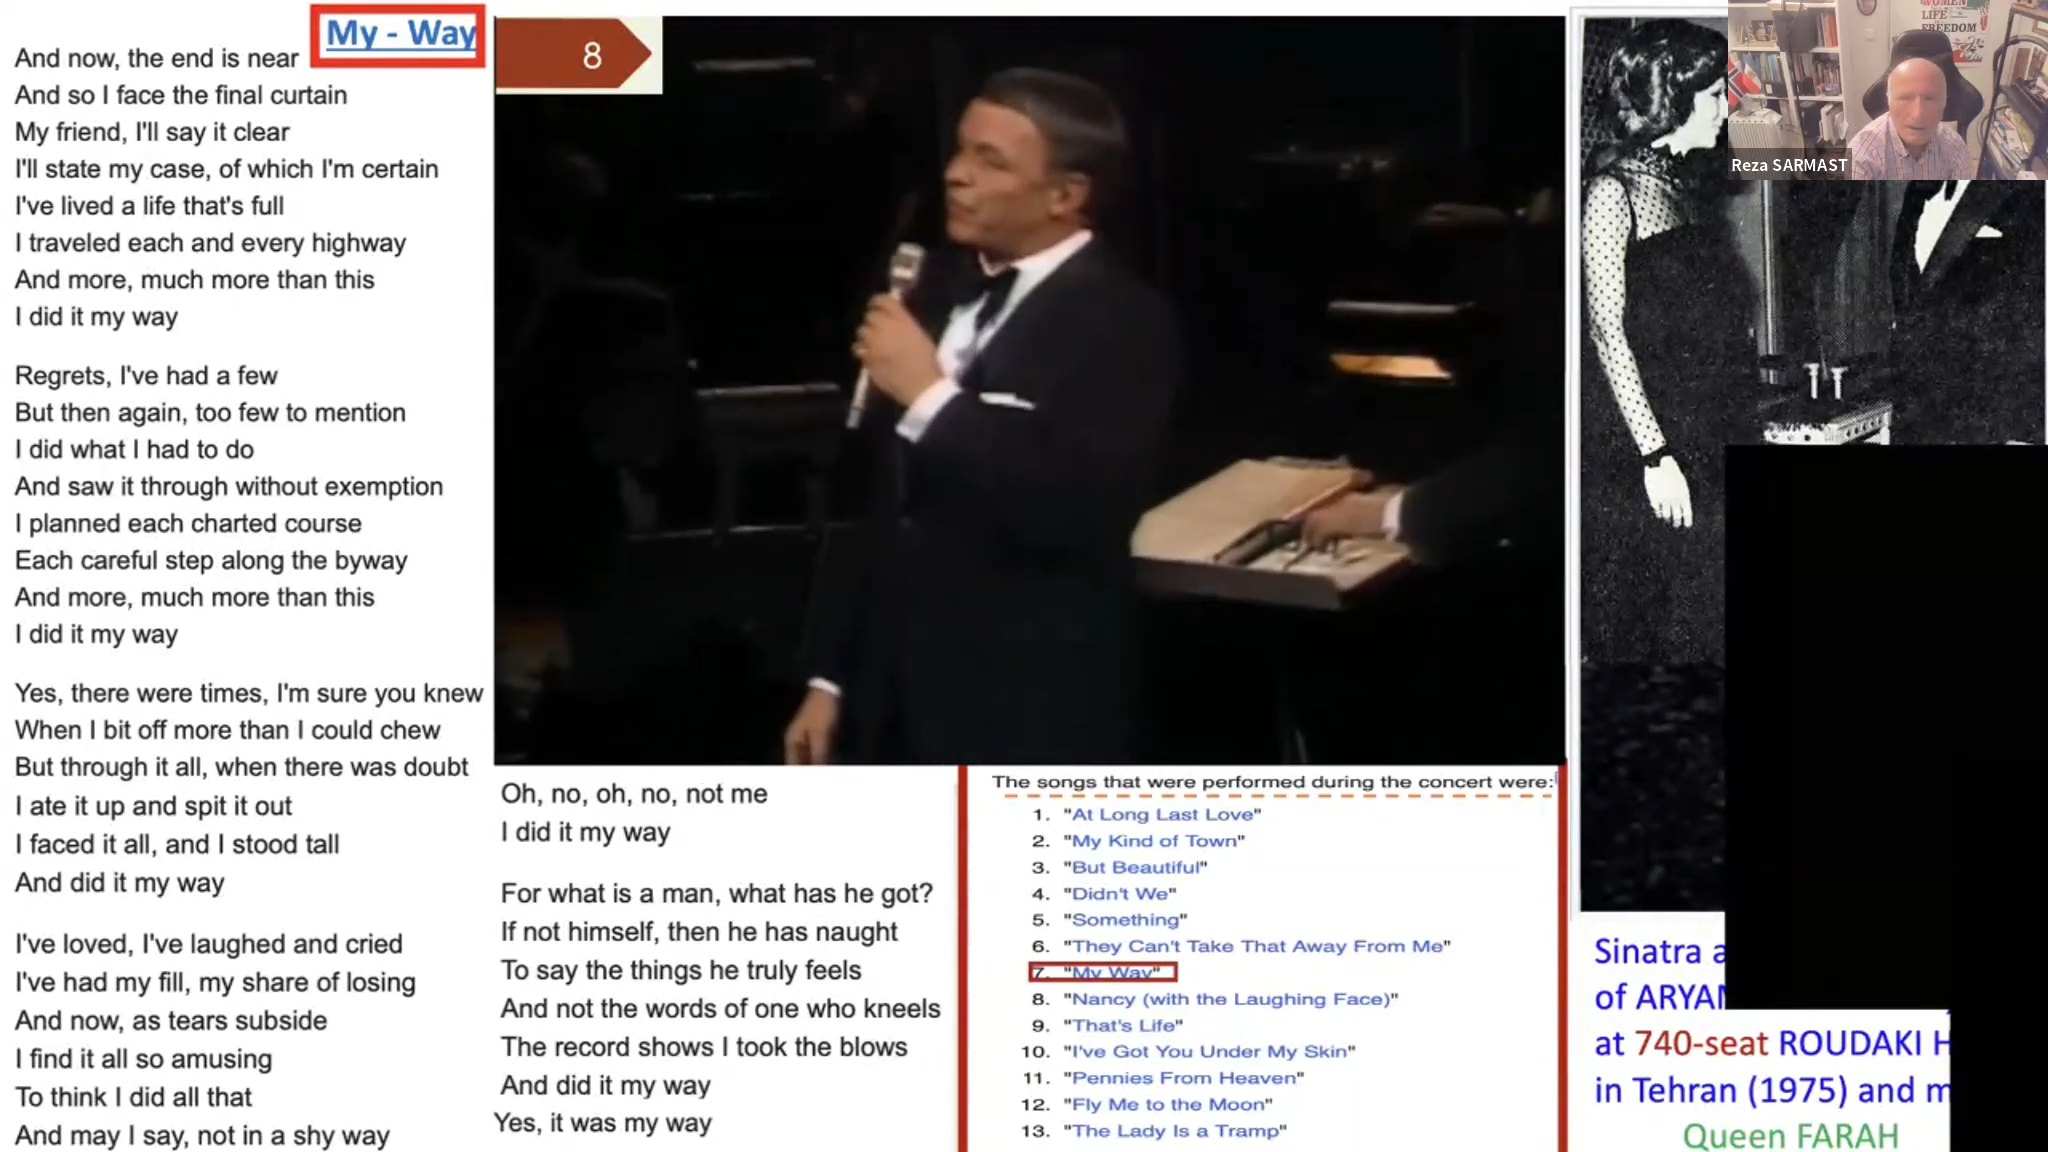 My - Way
And now, the end is near
And so I face the final curtain
My friend, I'll say it clear
I'll state my case, of which I'm certain
I've lived a life that's full
I traveled each and every highway
And more, much more than this
I did it my way
Regrets, I've had a few
But then again, too few to mention
I did what I had to do
And saw it through without exemption
I planned each charted course
Each careful step along the byway
And more, much more than this
I did it my way
Yes, there were times, I'm sure you knew
When I bit off more than I could chew
But through it all, when there was doubt
I ate it up and spit it out
I faced it all, and I stood tall
And did it my way
I've loved, I've laughed and cried
I've had my fill, my share of losing
And now, as tears subside
I find it all so amusing
To think I did all that
And may I say, not in a shy way
8
Oh, no, oh, no, not me
I did it my way
For what is a man, what has he got?
If not himself, then he has naught
To say the things he truly feels
And not the words of one who kneels
The record shows I took the blows
And did it my way
Yes, it was my way
The songs that were performed during the concert were:
1. "At Long Last Love"
2. "My Kind of Town"
3. "But Beautiful"
4. "Didn't We"
5. "Something"
6. "They Can't Take That Away From Me"
7. "My Way"
8. "Nancy (with the Laughing Face)"
9. "That's Life"
10. "I've Got You Under My Skin"
11. "Pennies From Heaven"
12. "Fly Me to the Moon"
13. "The Lady Is a Tramp"
WOMEN
LIFE
FREEDOM
Reza SARMAST
Sinatra
of
at 740-seat ROUDAKI
in Tehran (1975) and
Queen FARAH